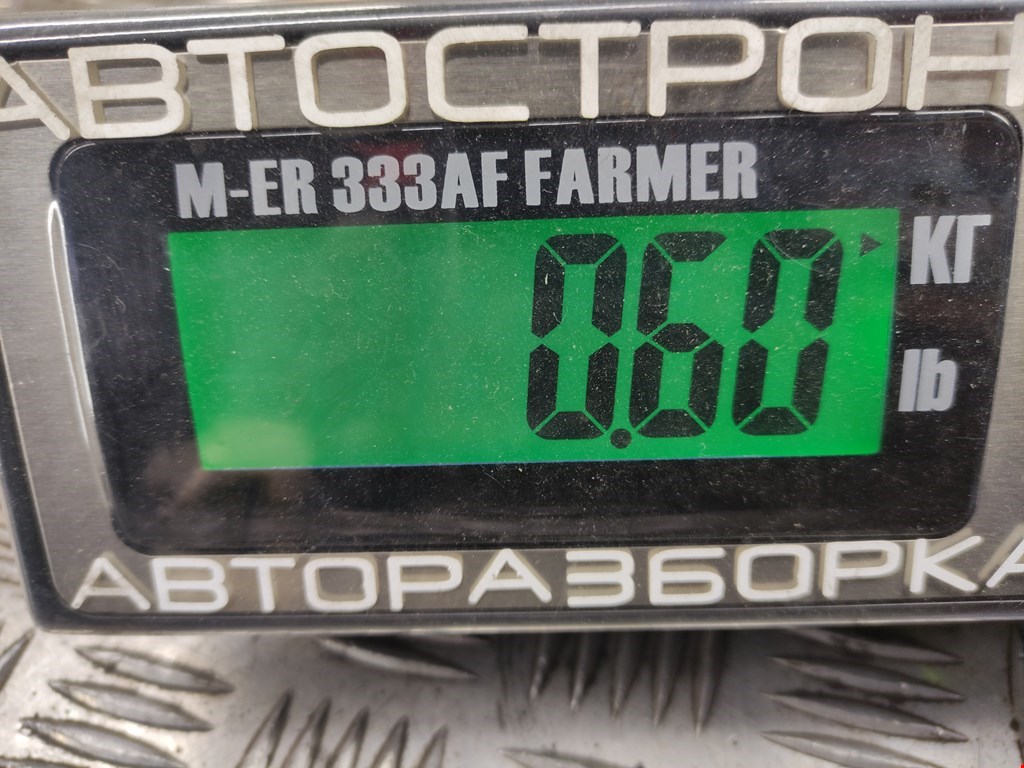 АВТОСТРОН
M-ER 333AF FARMER
0.60
КГ
lb
АВТОРАЗБОРКА